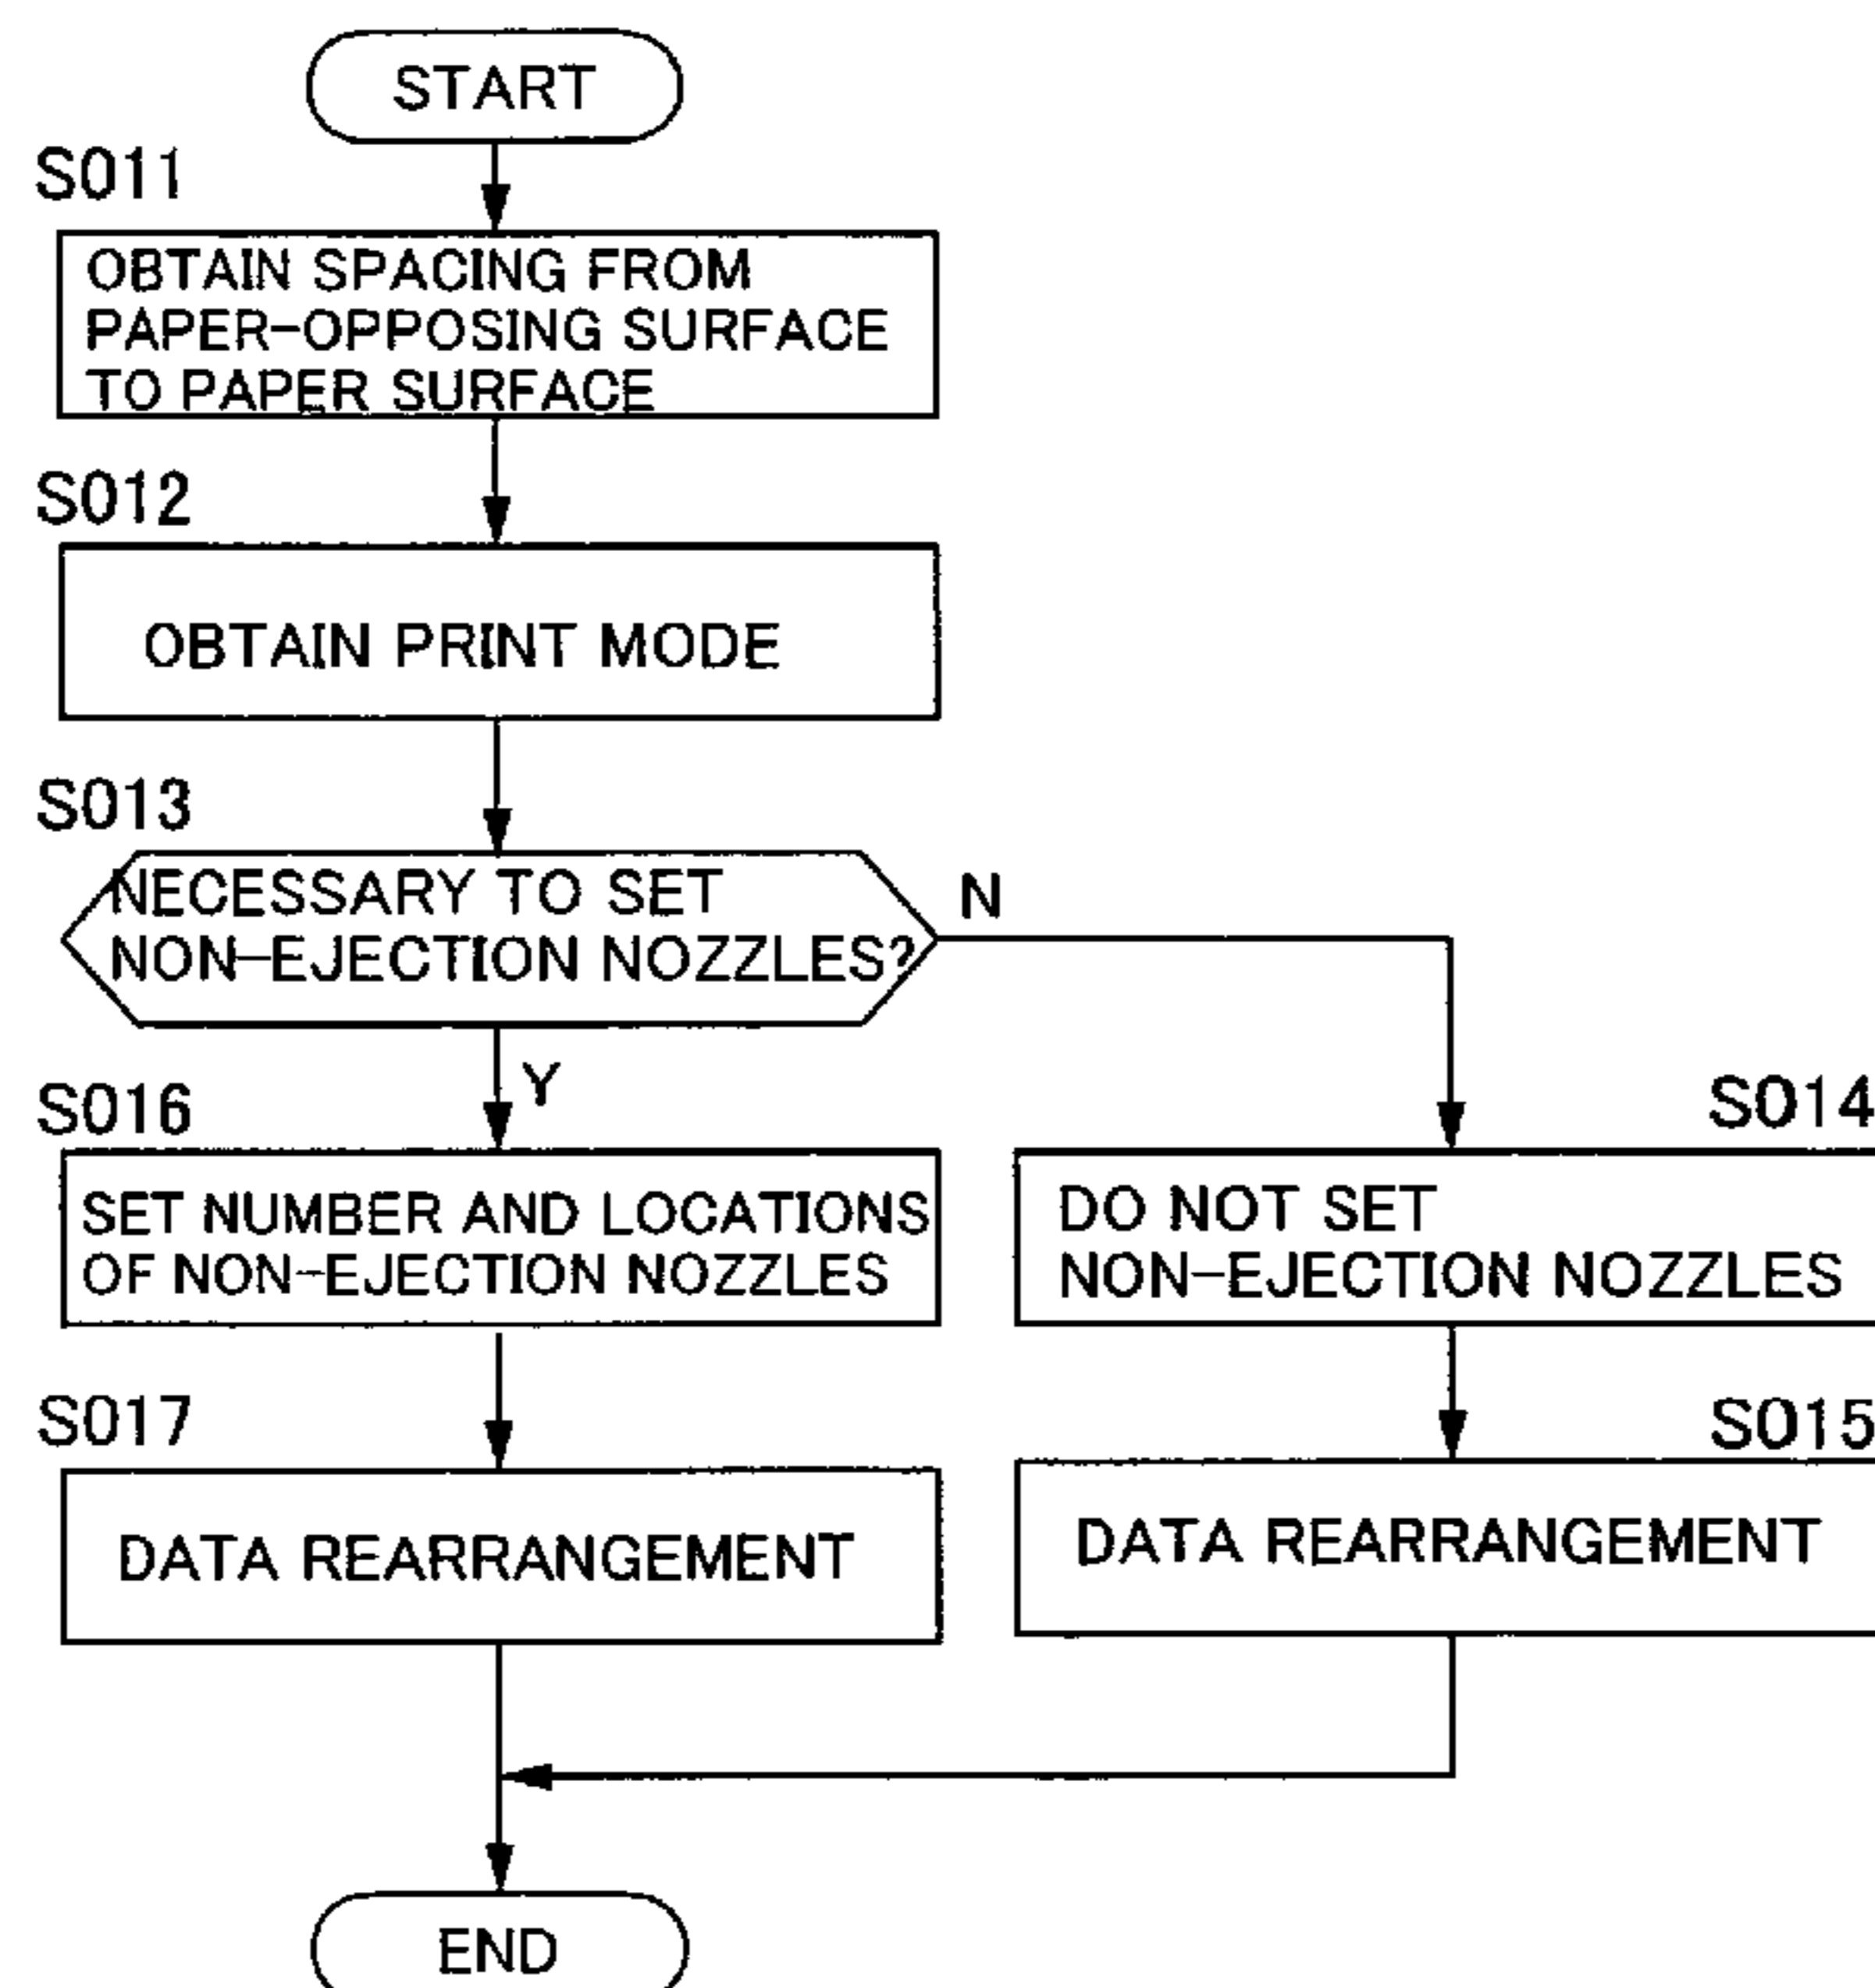 START
S011
OBTAIN SPACING FROM
PAPER-OPPOSING SURFACE
TO PAPER SURFACE
S012
OBTAIN PRINT MODE
S013
NECESSARY TO SET
NON-EJECTION NOZZLES?
N
Y
S016
SET NUMBER AND LOCATIONS
OF NON-EJECTION NOZZLES
S014
DO NOT SET
NON-EJECTION NOZZLES
S017
DATA REARRANGEMENT
S015
DATA REARRANGEMENT
END